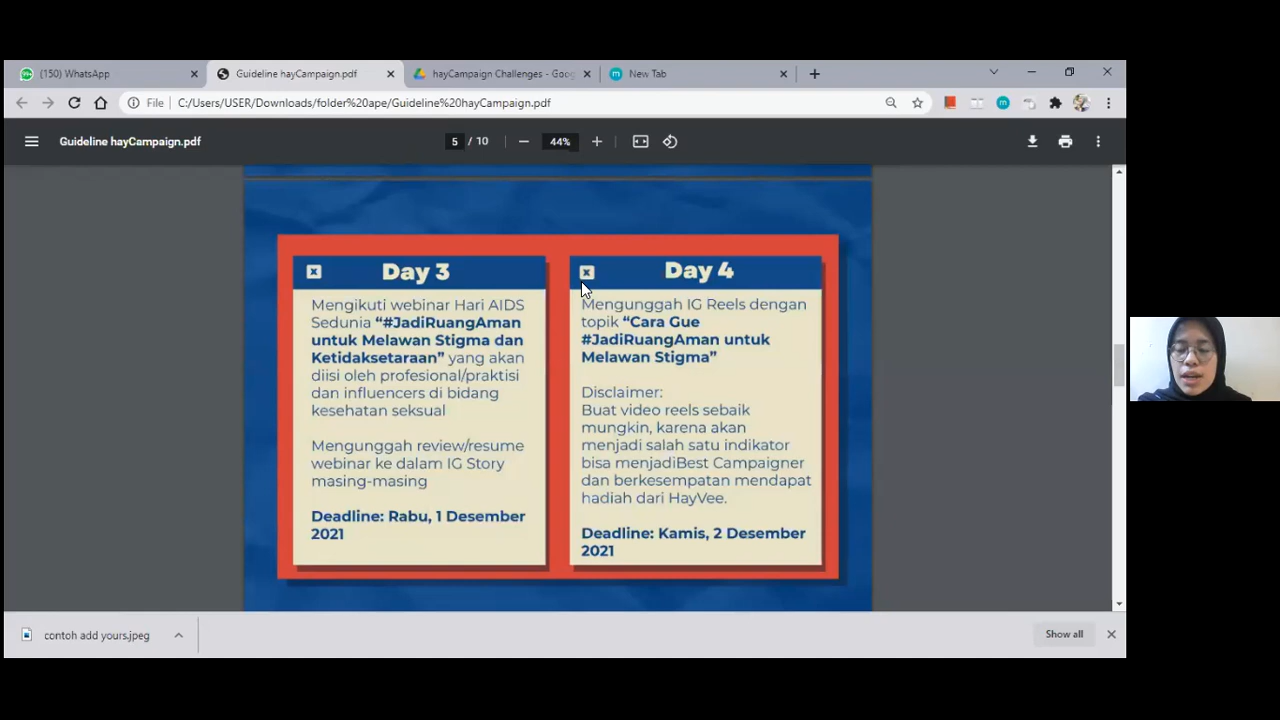 (150) WhatsApp
Guideline hayCampaign.pdf
hayCampaign Challenges - Goog
New Tab
File
C:/Users/USER/Downloads/folder%20ape/Guideline%20hayCampaign.pdf
Guideline hayCampaign.pdf
5 / 10
44%
Day 3
Mengikuti webinar Hari AIDS
Sedunia “#JadiRuangAman
untuk Melawan Stigma dan
Ketidaksetaraan” yang akan
diisi oleh profesional/praktisi
dan influencers di bidang
kesehatan seksual
Mengunggah review/resume
webinar ke dalam IG Story
masing-masing
Deadline: Rabu, 1 Desember
2021
Day 4
Mengunggah IG Reels dengan
topik “Cara Gue
#JadiRuangAman untuk
Melawan Stigma”
Disclaimer:
Buat video reels sebaik
mungkin, karena akan
menjadi salah satu indikator
bisa menjadiBest Campaigner
dan berkesempatan mendapat
hadiah dari HayVee.
Deadline: Kamis, 2 Desember
2021
contoh add yours.jpeg
Show all